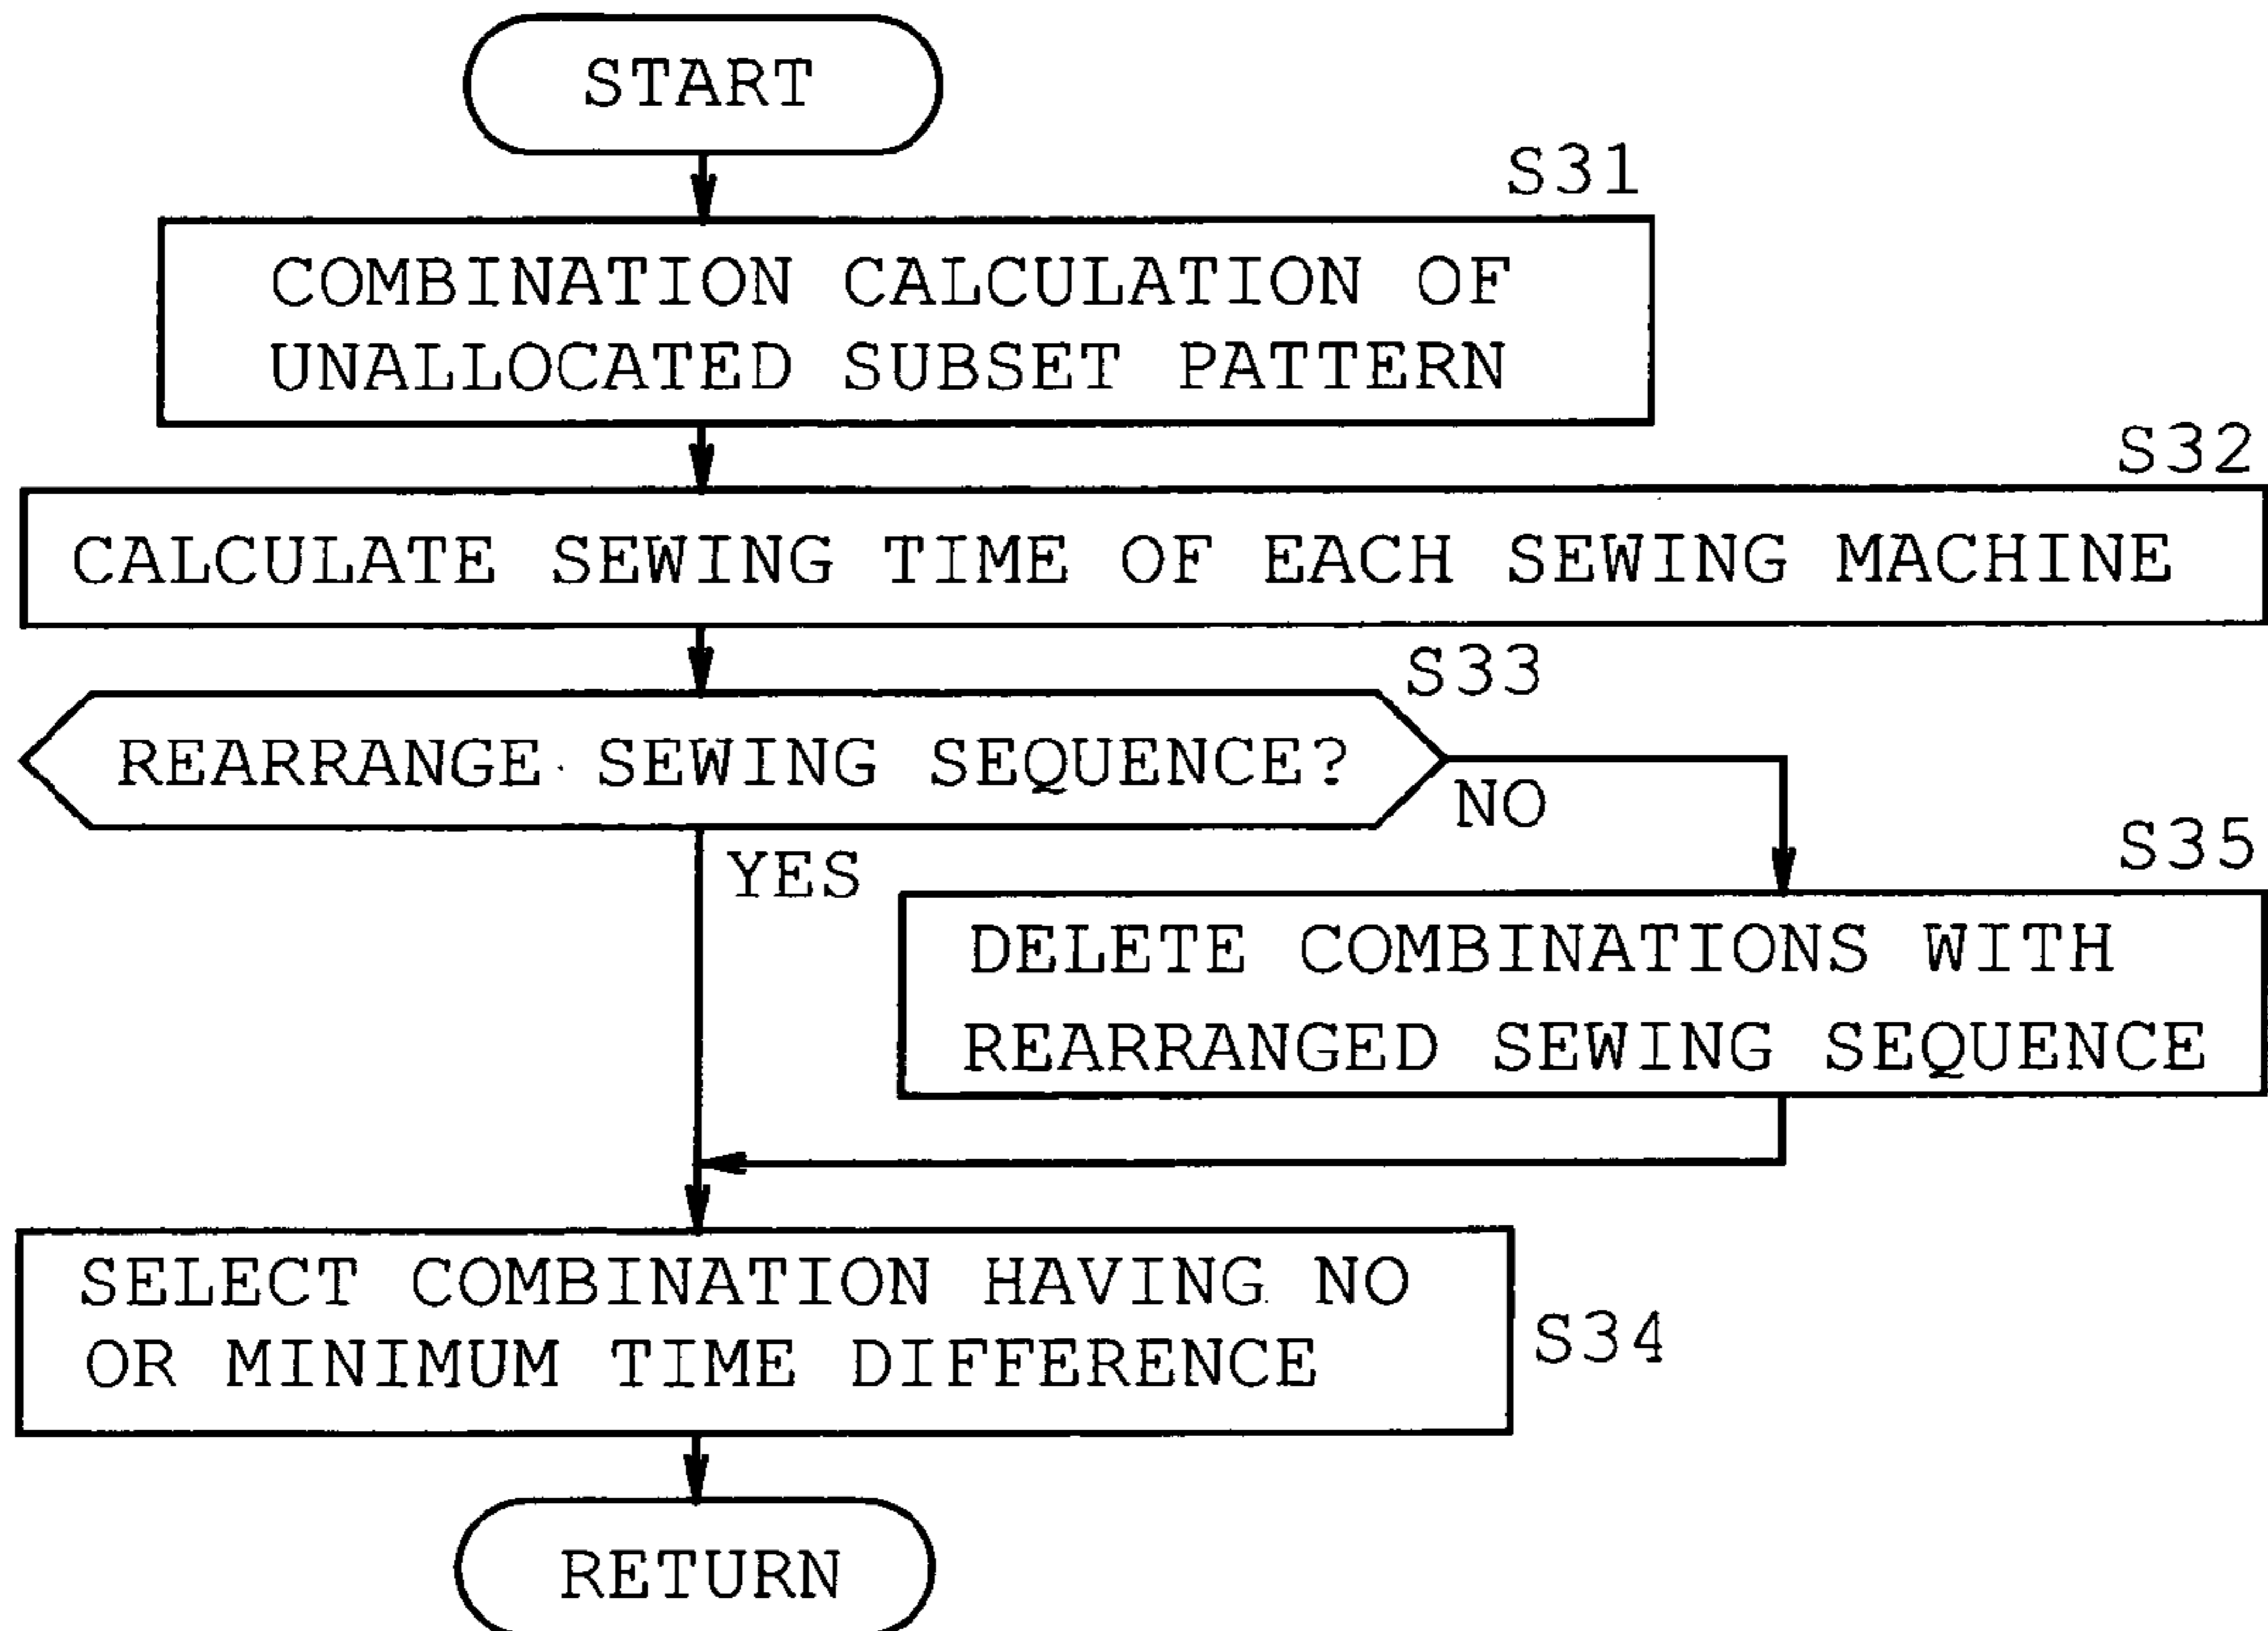 START
S31
COMBINATION CALCULATION OF
UNALLOCATED SUBSET PATTERN
S32
CALCULATE SEWING TIME OF EACH SEWING MACHINE
S33
REARRANGE SEWING SEQUENCE?
NO
YES
S35
DELETE COMBINATIONS WITH
REARRANGED SEWING SEQUENCE
SELECT COMBINATION HAVING NO
OR MINIMUM TIME DIFFERENCE
S34
RETURN